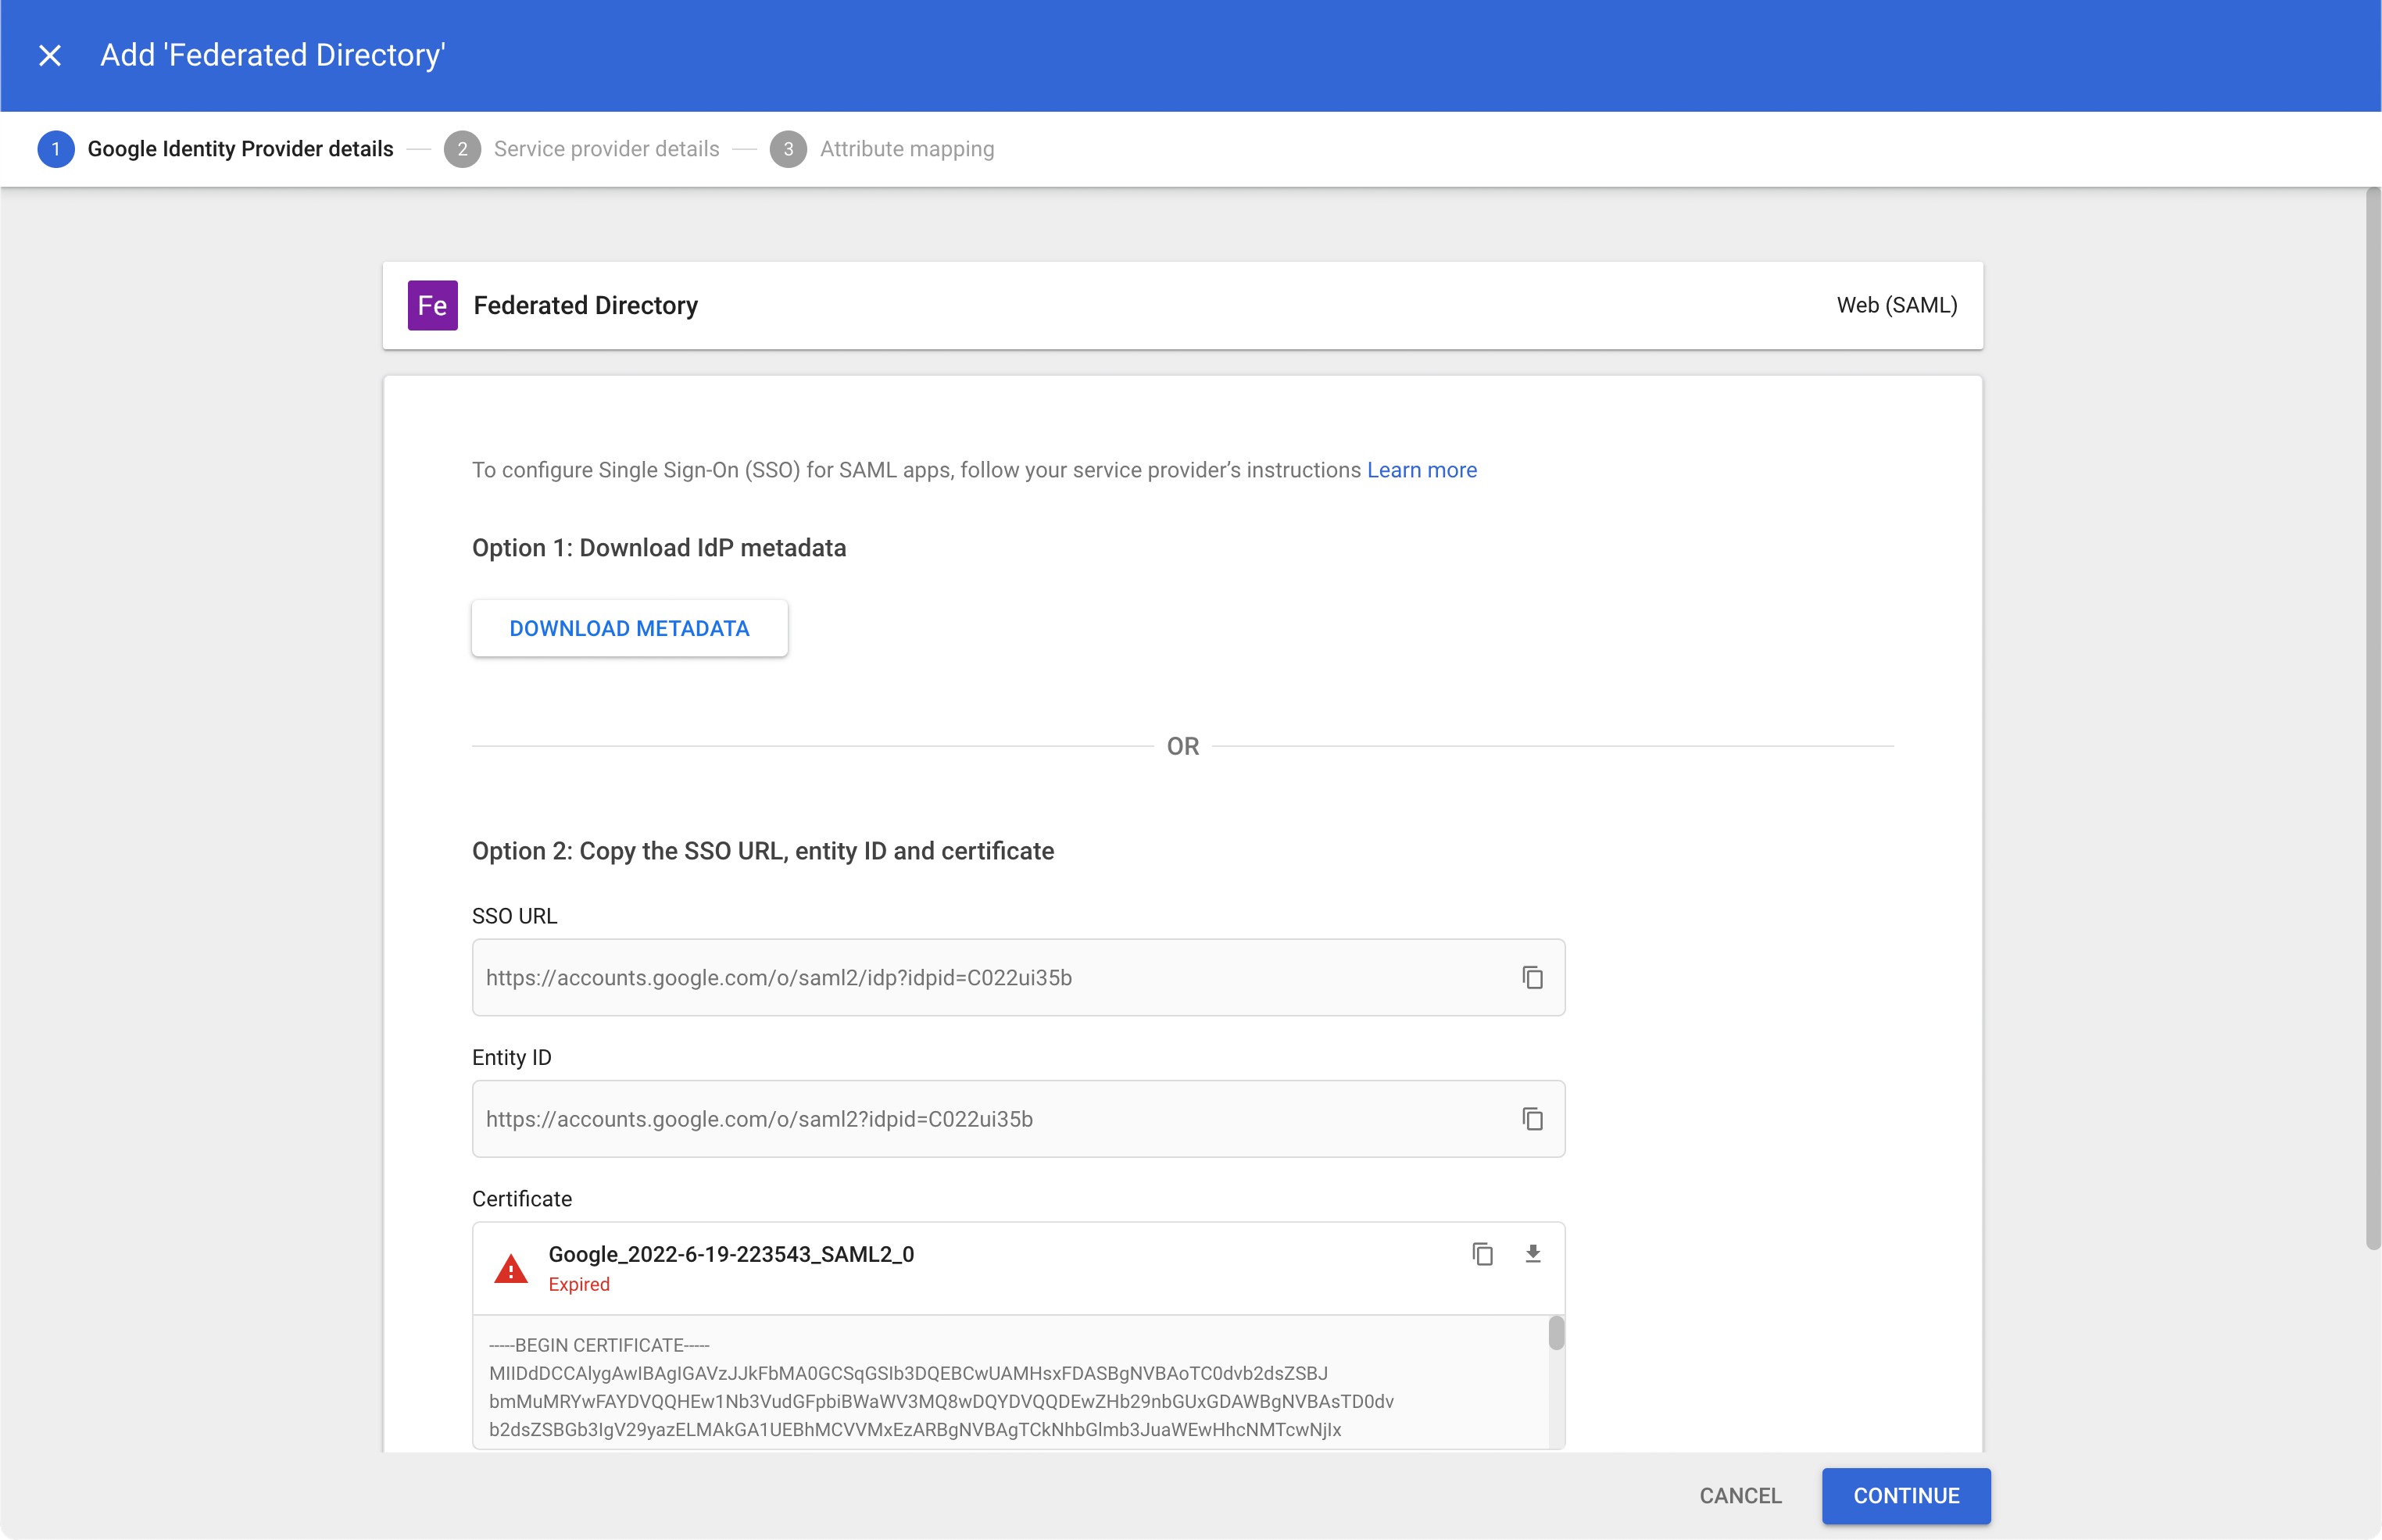 Add 'Federated Directory'
1 Google Identity Provider details 2 Service provider details 3 Attribute mapping
Fe Federated Directory Web (SAML)
To configure Single Sign-On (SSO) for SAML apps, follow your service provider’s instructions Learn more
Option 1: Download IdP metadata
DOWNLOAD METADATA
OR
Option 2: Copy the SSO URL, entity ID and certificate
SSO URL
https://accounts.google.com/o/saml2/idp?idpid=C022ui35b
Entity ID
https://accounts.google.com/o/saml2?idpid=C022ui35b
Certificate
Google_2022-6-19-223543_SAML2_0
Expired
-----BEGIN CERTIFICATE-----
MIIDdDCCAlygAwIBAgIGAVzJJkFbMA0GCSqGSIb3DQEBCwUAMHsxFDASBgNVBAoTC0dvb2dsZSBJ
bmMuMRYwFAYDVQQHEw1Nb3VudGFpbiBWaWV3MQ8wDQYDVQQDEwZHb29nbGUxGDAWBgNVBAsTD0dv
b2dsZSBGb3IgV29yazELMAkGA1UEBhMCVVMxEzARBgNVBAgTCkNhbGlmb3JuaWEwHhcNMTcwNjIx
CANCEL CONTINUE